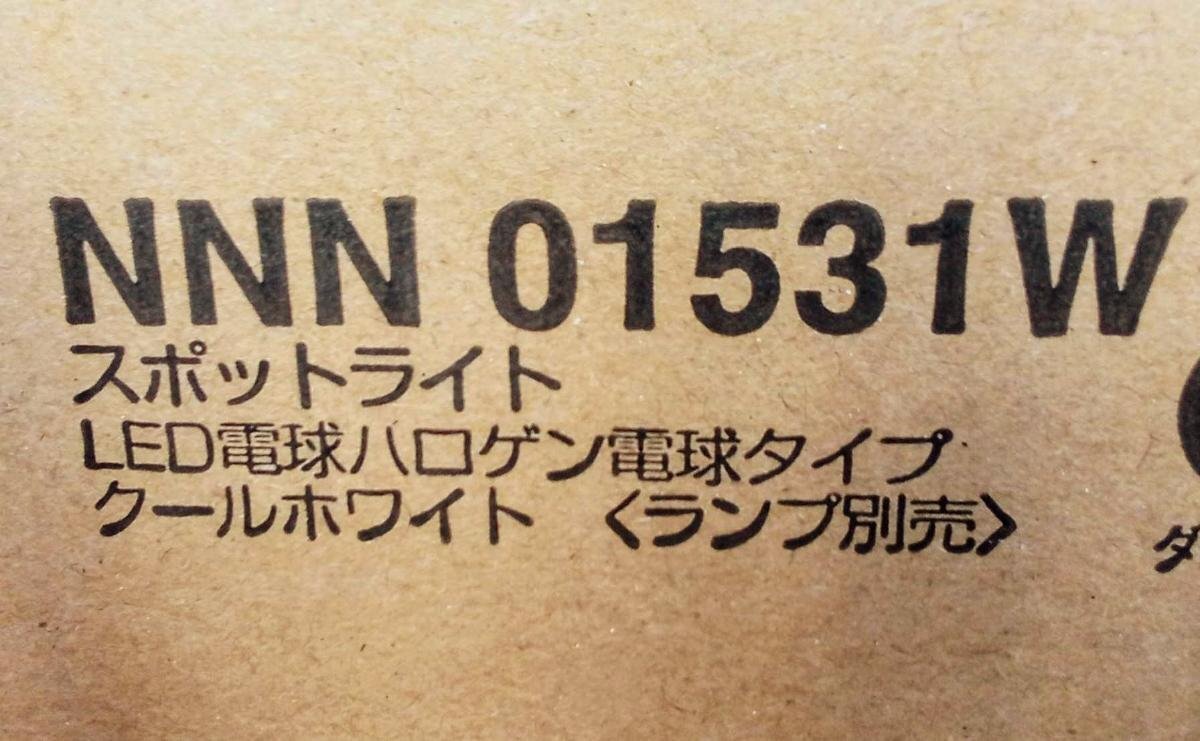 NNN 01531W
スポットライト
LED電球ハロゲン電球タイプ
クールホワイト 〈ランプ別売〉
ダ